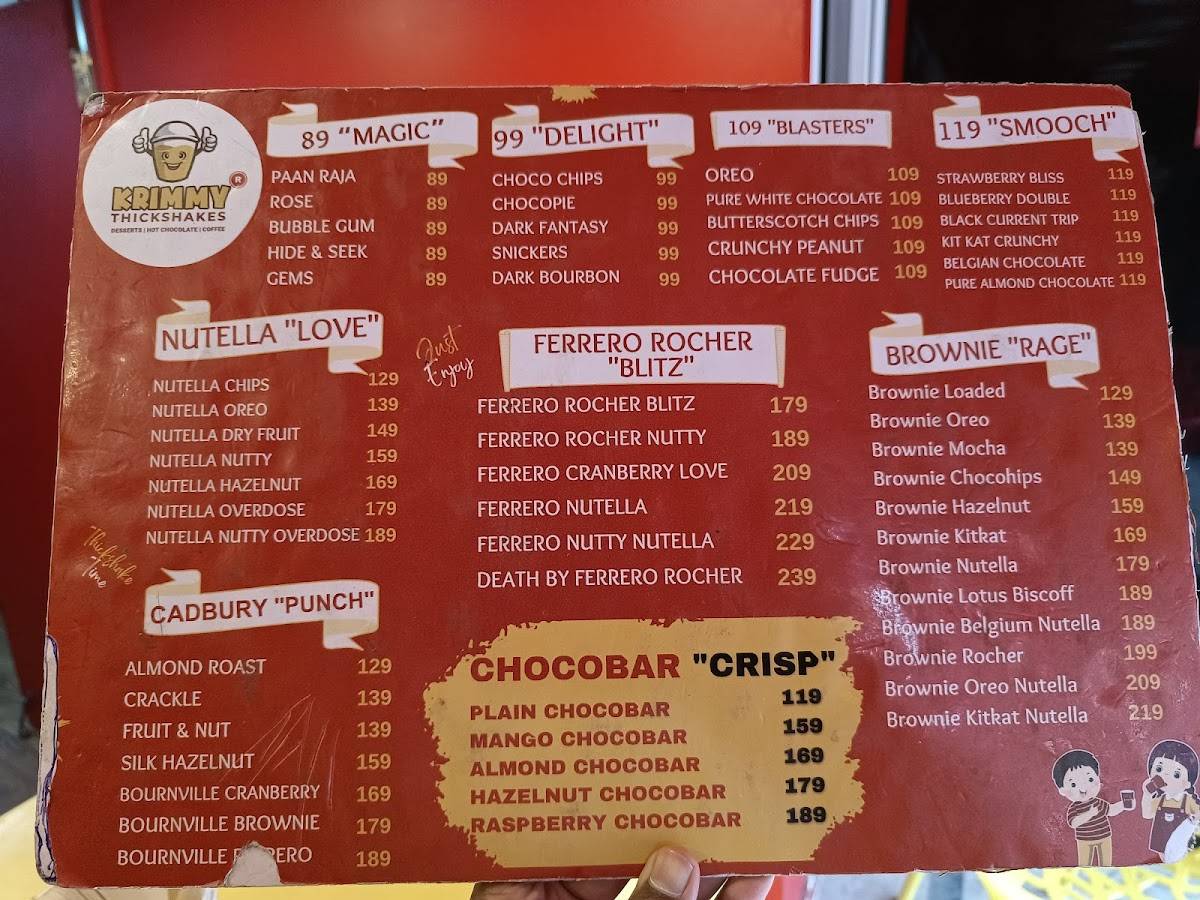 KRIMMY
R
THICKSHAKES
DESSERTS | HOT CHOCOLATE | COFFEE
89 "MAGIC"
PAAN RAJA 89
ROSE 89
BUBBLE GUM 89
HIDE & SEEK 89
GEMS 89
99 "DELIGHT"
CHOCO CHIPS 99
CHOCOPIE 99
DARK FANTASY 99
SNICKERS 99
DARK BOURBON 99
109 "BLASTERS"
OREO 109
PURE WHITE CHOCOLATE 109
BUTTERSCOTCH CHIPS 109
CRUNCHY PEANUT 109
CHOCOLATE FUDGE 109
119 "SMOOCH"
STRAWBERRY BLISS 119
BLUEBERRY DOUBLE 119
BLACK CURRENT TRIP 119
KIT KAT CRUNCHY 119
BELGIAN CHOCOLATE 119
PURE ALMOND CHOCOLATE 119
NUTELLA "LOVE"
NUTELLA CHIPS 129
NUTELLA OREO 139
NUTELLA DRY FRUIT 149
NUTELLA NUTTY 159
NUTELLA HAZELNUT 169
NUTELLA OVERDOSE 179
NUTELLA NUTTY OVERDOSE 189
Just
Enjoy
FERRERO ROCHER
"BLITZ"
FERRERO ROCHER BLITZ 179
FERRERO ROCHER NUTTY 189
FERRERO CRANBERRY LOVE 209
FERRERO NUTELLA 219
FERRERO NUTTY NUTELLA 229
DEATH BY FERRERO ROCHER 239
BROWNIE "RAGE"
Brownie Loaded 129
Brownie Oreo 139
Brownie Mocha 139
Brownie Chocohips 149
Brownie Hazelnut 159
Brownie Kitkat 169
Brownie Nutella 179
Brownie Lotus Biscoff 189
Brownie Belgium Nutella 189
Brownie Rocher 199
Brownie Oreo Nutella 209
Brownie Kitkat Nutella 219
"Thickshake
Time
CADBURY "PUNCH"
ALMOND ROAST 129
CRACKLE 139
FRUIT & NUT 139
SILK HAZELNUT 159
BOURNVILLE CRANBERRY 169
BOURNVILLE BROWNIE 179
BOURNVILLE 189
CHOCOBAR "CRISP"
PLAIN CHOCOBAR 119
MANGO CHOCOBAR 159
ALMOND CHOCOBAR 169
HAZELNUT CHOCOBAR 179
RASPBERRY CHOCOBAR 189